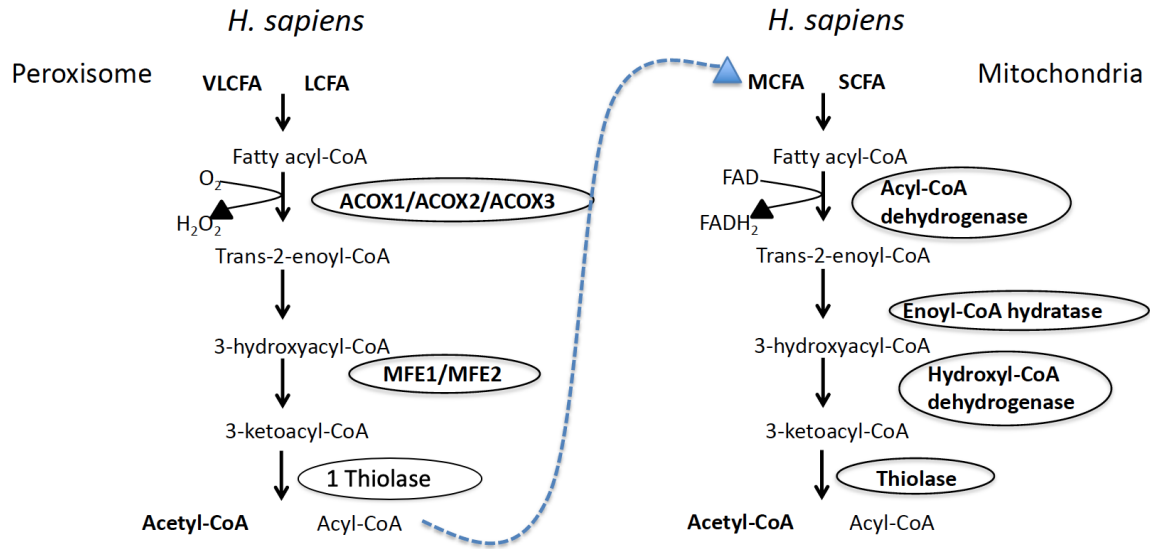 H. sapiens
Peroxisome
VLCFA LCFA
Fatty acyl-CoA
O2
ACOX1/ACOX2/ACOX3
H2O2
Trans-2-enoyl-CoA
3-hydroxyacyl-CoA
MFE1/MFE2
3-ketoacyl-CoA
1 Thiolase
Acetyl-CoA Acyl-CoA
H. sapiens
Mitochondria
MCFA SCFA
Fatty acyl-CoA
FAD
Acyl-CoA
dehydrogenase
FADH2
Trans-2-enoyl-CoA
Enoyl-CoA hydratase
3-hydroxyacyl-CoA
Hydroxyl-CoA
dehydrogenase
3-ketoacyl-CoA
Thiolase
Acetyl-CoA Acyl-CoA